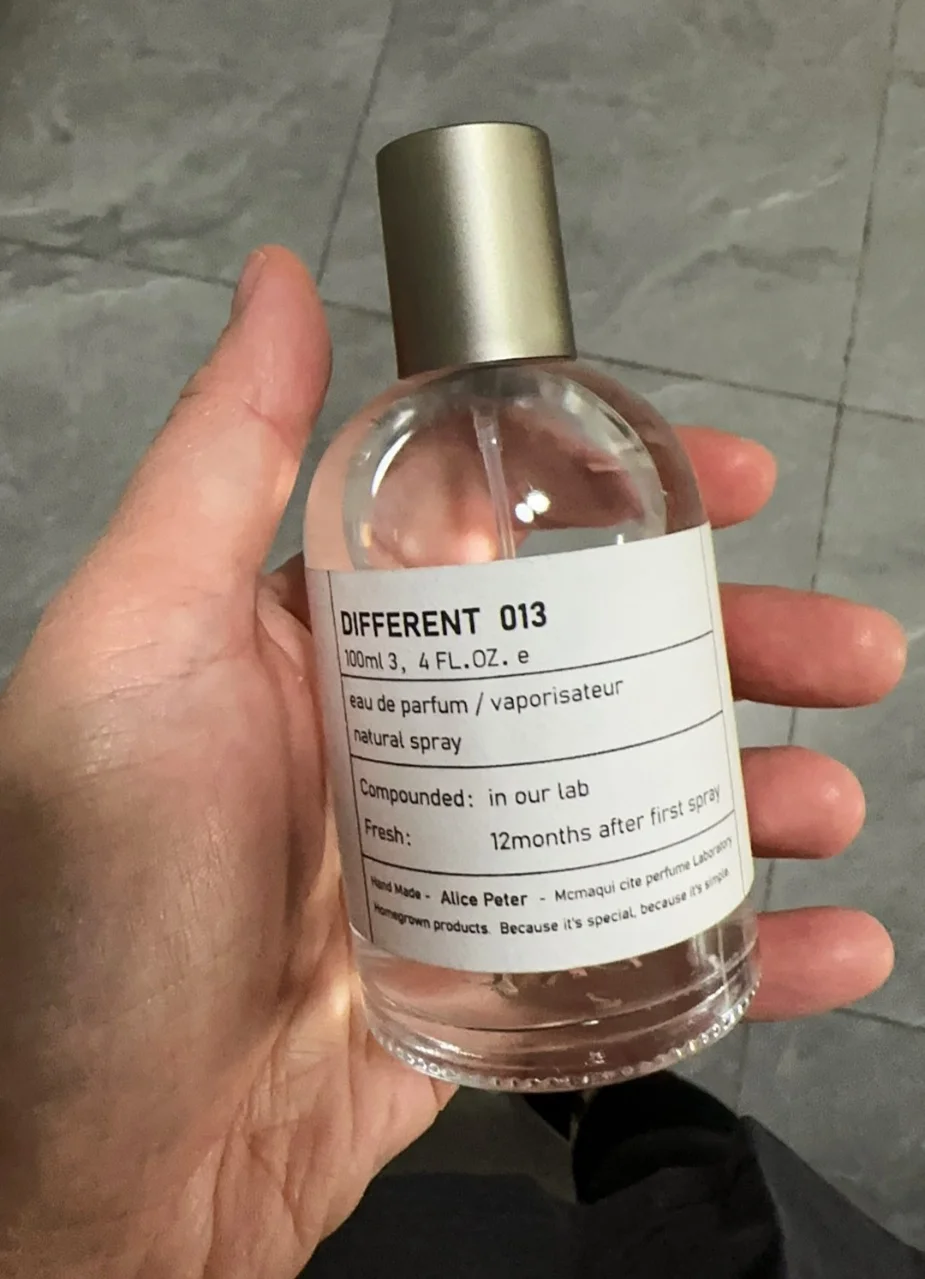 DIFFERENT 013
100ml 3, 4 FL.OZ. e
eau de parfum / vaporisateur
natural spray
Compounded: in our lab
Fresh: 12months after first spray
Hand Made - Alice Peter - Mcmaqui cite perfume Laboratory
Homegrown products. Because it's special, because it's simple.